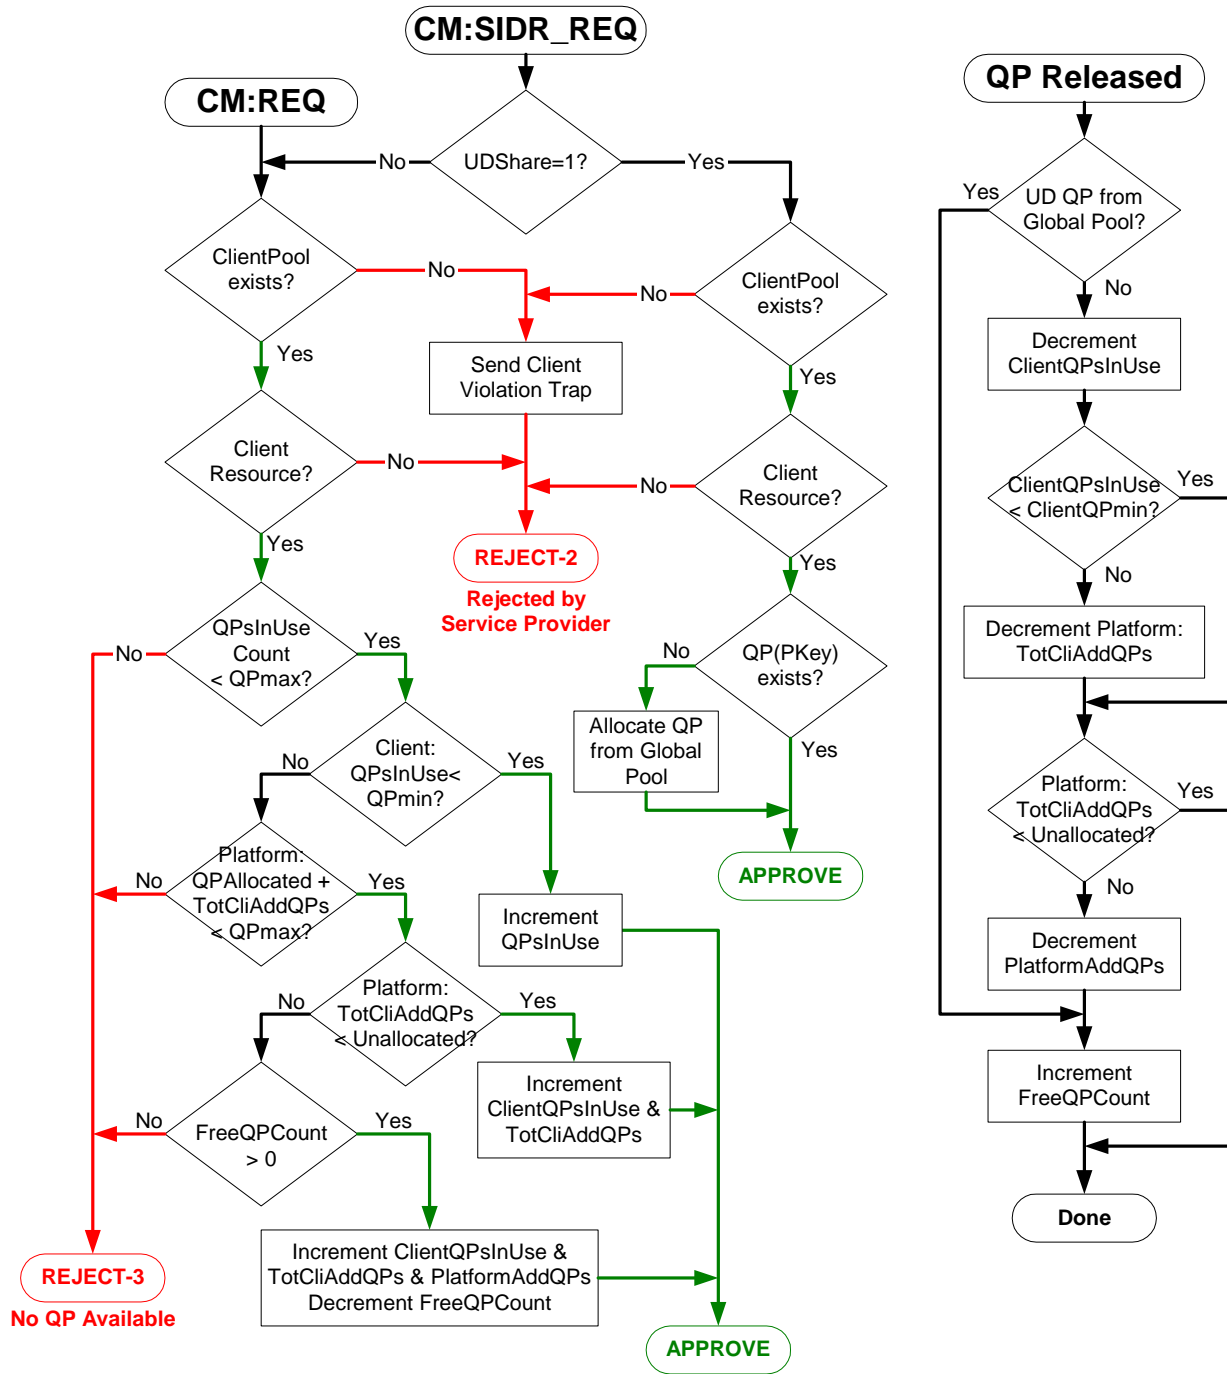 CM:SIDR_REQ
CM:REQ
QP Released
No
UDShare=1?
Yes
Yes
UD QP from
Global Pool?
ClientPool
exists?
No
No
ClientPool
exists?
No
Yes
Send Client
Violation Trap
Yes
Decrement
ClientQPsInUse
Client
Resource?
No
No
Client
Resource?
ClientQPsInUse
< ClientQPmin?
Yes
Yes
REJECT-2
Rejected by
Service Provider
Yes
No
QPsInUse
Count
< QPmax?
No
Yes
No
QP(PKey)
exists?
Decrement Platform:
TotCliAddQPs
Allocate QP
from Global
Pool
Yes
Client:
QPsInUse<
QPmin?
No
Yes
Platform:
TotCliAddQPs
< Unallocated?
Yes
Platform:
QPAllocated +
TotCliAddQPs
< QPmax?
No
Yes
APPROVE
No
Increment
QPsInUse
Decrement
PlatformAddQPs
Platform:
TotCliAddQPs
< Unallocated?
No
Yes
Increment
ClientQPsInUse &
TotCliAddQPs
Increment
FreeQPCount
FreeQPCount
> 0
No
Yes
Done
Increment ClientQPsInUse &
TotCliAddQPs & PlatformAddQPs
Decrement FreeQPCount
REJECT-3
No QP Available
APPROVE